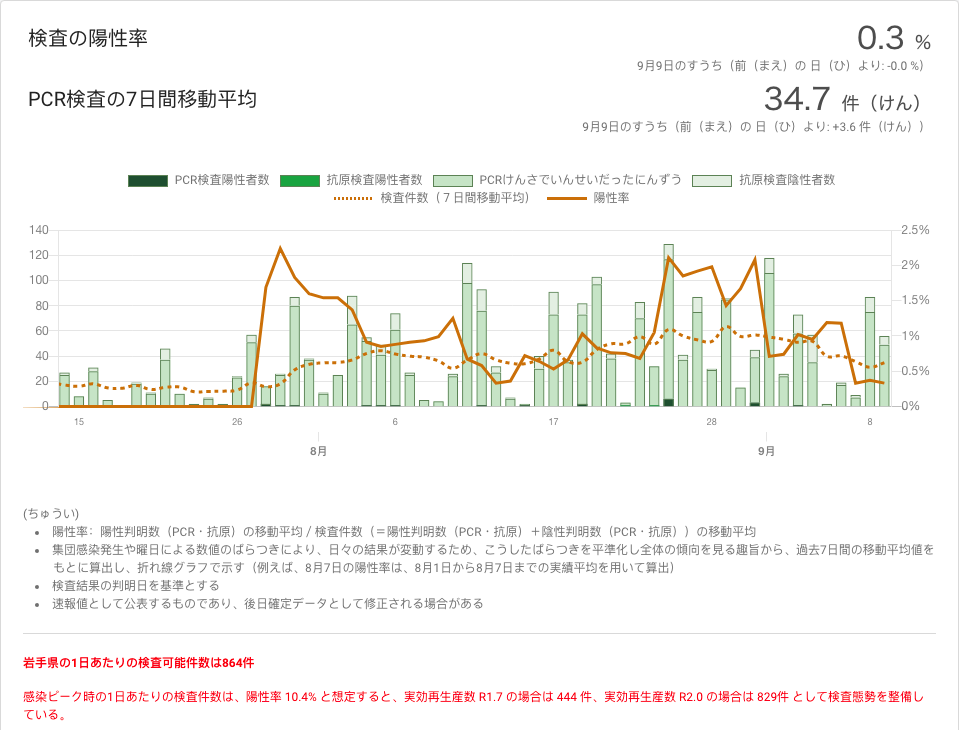 検査の陽性率
0.3 %
9月9日のすうち（前（まえ）の 日（ひ）より: -0.0 %）
PCR検査の7日間移動平均
34.7 件（けん）
9月9日のすうち（前（まえ）の 日（ひ）より: +3.6 件（けん））
PCR検査陽性者数 抗原検査陽性者数 PCRけんさでいんせいだったにんずう 抗原検査陰性者数
検査件数（７日間移動平均） 陽性率
140 2.5%
120 2%
100
80 1.5%
60 1%
40
20 0.5%
0 0%
15 26 6 17 28 8
8月 9月
(ちゅうい)
陽性率：陽性判明数（PCR・抗原）の移動平均 / 検査件数（＝陽性判明数（PCR・抗原）＋陰性判明数（PCR・抗原））の移動平均
集団感染発生や曜日による数値のばらつきにより、日々の結果が変動するため、こうしたばらつきを平準化し全体の傾向を見る趣旨から、過去7日間の移動平均値を
もとに算出し、折れ線グラフで示す（例えば、8月7日の陽性率は、8月1日から8月7日までの実績平均を用いて算出）
検査結果の判明日を基準とする
速報値として公表するものであり、後日確定データとして修正される場合がある
岩手県の1日あたりの検査可能件数は864件
感染ピーク時の1日あたりの検査件数は、陽性率 10.4% と想定すると、実効再生産数 R1.7 の場合は 444 件、実効再生産数 R2.0 の場合は 829件 として検査態勢を整備し
ている。